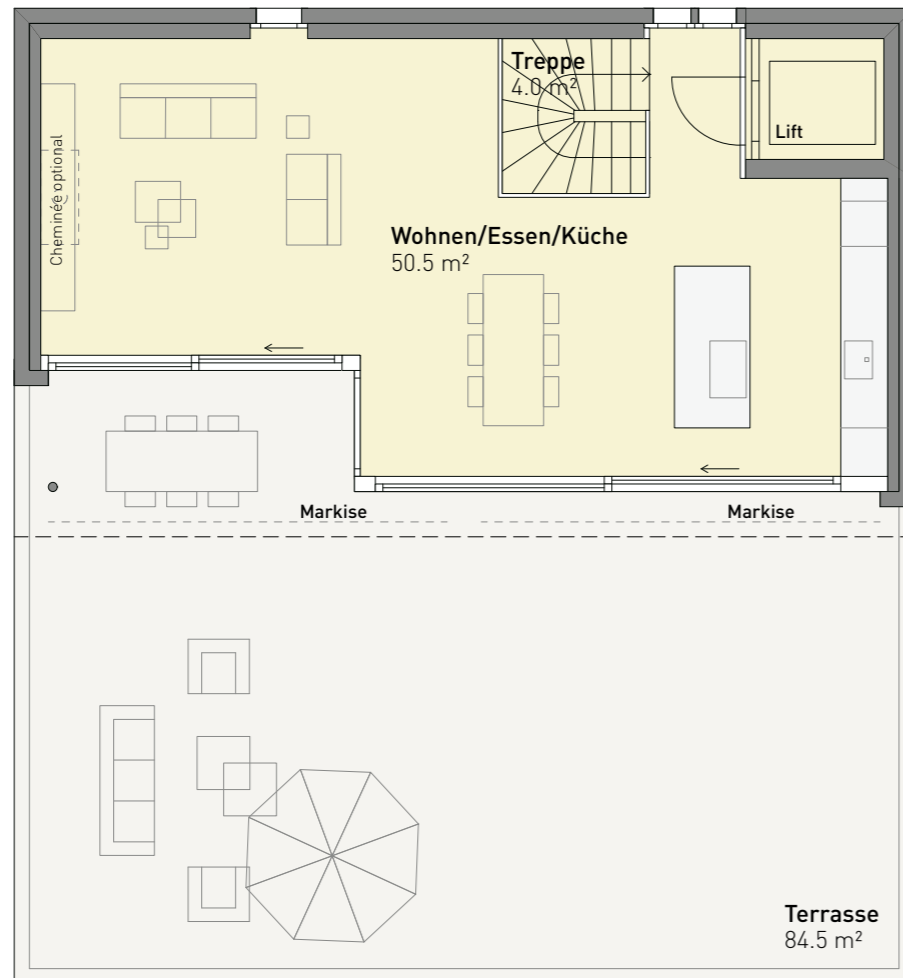 Treppe
4.0 m²
Lift
Cheminée optional
Wohnen/Essen/Küche
50.5 m²
Markise
Markise
Terrasse
84.5 m²